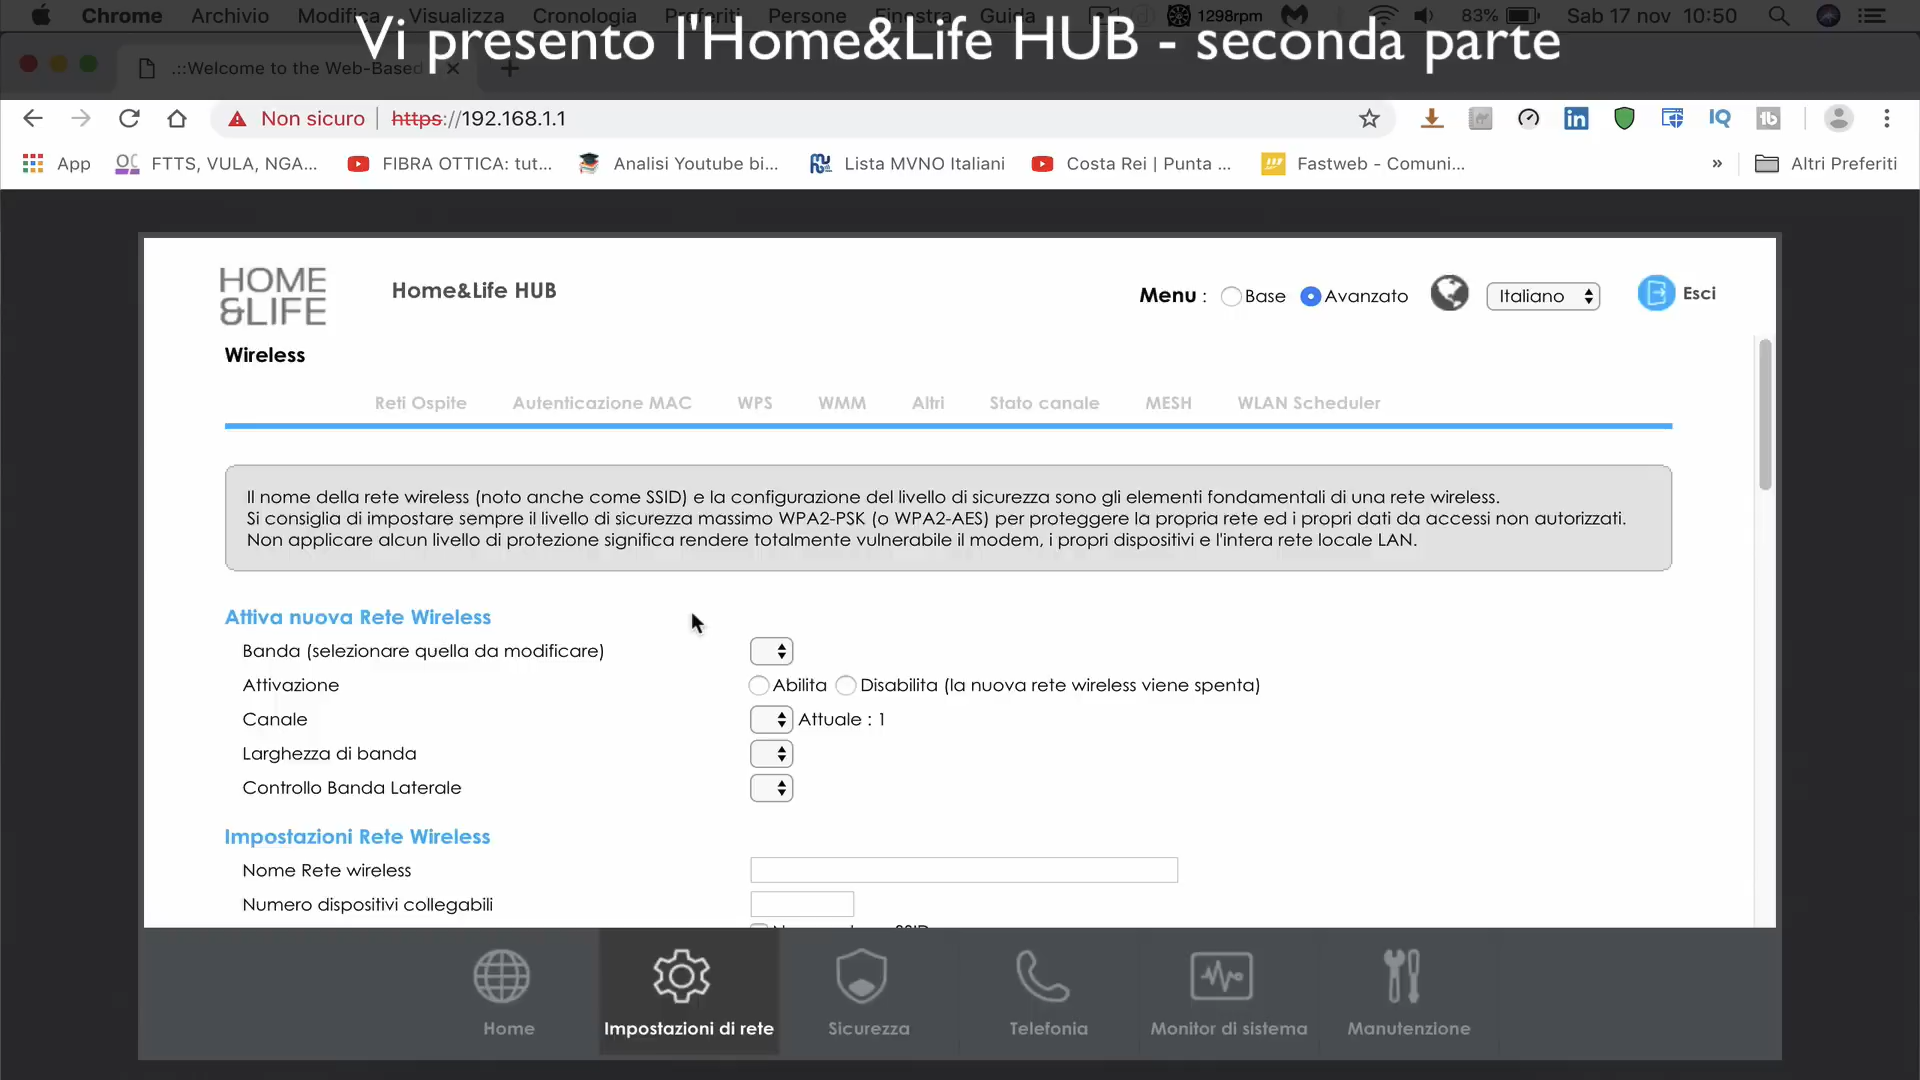 Chrome Archivio Modifica Visualizza Cronologia Preferiti Persone Finestra Guida 1298rpm 83% Sab 17 nov 10:50
Vi presento l'Home&Life HUB - seconda parte
.::Welcome to the Web-Based
Non sicuro https://192.168.1.1
App FTTS, VULA, NGA... FIBRA OTTICA: tut... Analisi Youtube bi... Lista MVNO Italiani Costa Rei | Punta ... Fastweb - Comuni... » Altri Preferiti
HOME
&LIFE
Home&Life HUB
Menu : Base Avanzato Italiano Esci
Wireless
Reti Ospite Autenticazione MAC WPS WMM Altri Stato canale MESH WLAN Scheduler
Il nome della rete wireless (noto anche come SSID) e la configurazione del livello di sicurezza sono gli elementi fondamentali di una rete wireless.
Si consiglia di impostare sempre il livello di sicurezza massimo WPA2-PSK (o WPA2-AES) per proteggere la propria rete ed i propri dati da accessi non autorizzati.
Non applicare alcun livello di protezione significa rendere totalmente vulnerabile il modem, i propri dispositivi e l'intera rete locale LAN.
Attiva nuova Rete Wireless
Banda (selezionare quella da modificare)
Attivazione Abilita Disabilita (la nuova rete wireless viene spenta)
Canale Attuale : 1
Larghezza di banda
Controllo Banda Laterale
Impostazioni Rete Wireless
Nome Rete wireless
Numero dispositivi collegabili
Home Impostazioni di rete Sicurezza Telefonia Monitor di sistema Manutenzione